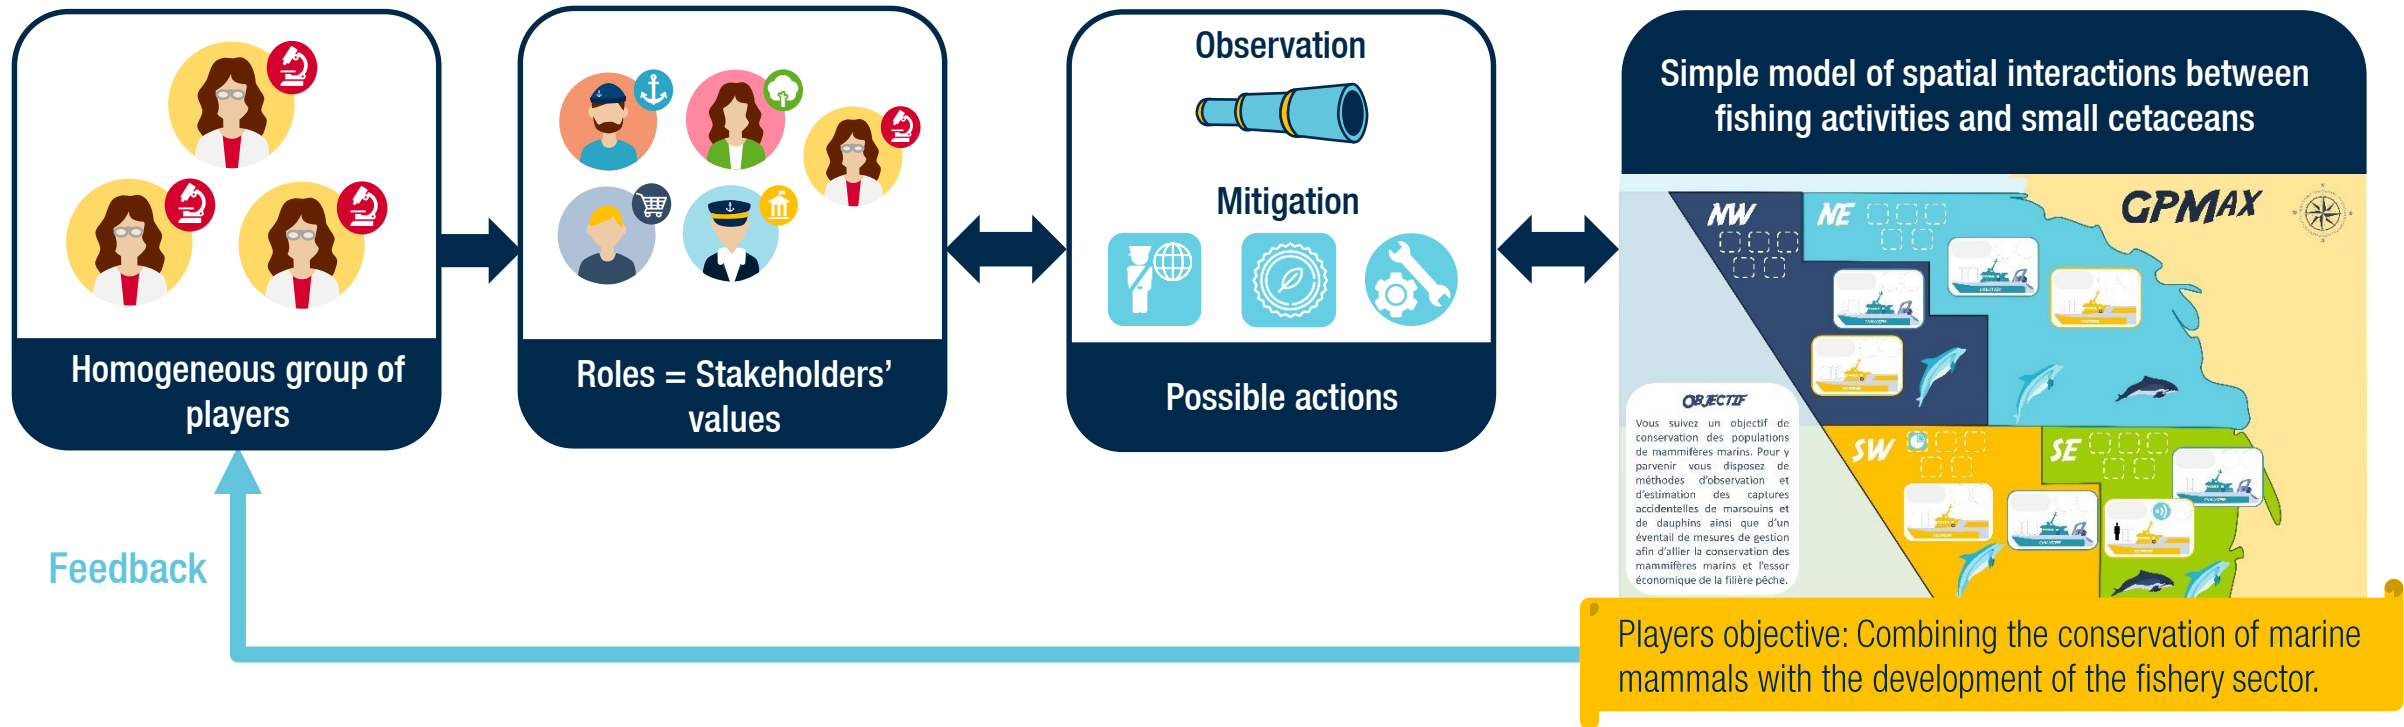 Homogeneous group of
players
Roles = Stakeholders’
values
Observation
Mitigation
Possible actions
Simple model of spatial interactions between
fishing activities and small cetaceans
GPMAX
NW
NE
SW
SE
OBJECTIF
Vous suivez un objectif de
conservation des populations
de mammifères marins. Pour y
parvenir vous disposez de
méthodes d'observation et
d'estimation des captures
accidentelles de marsouins et
de dauphins ainsi que d'un
éventail de mesures de gestion
afin d'allier la conservation des
mammifères marins et l'essor
économique de la filière pêche.
Feedback
Players objective: Combining the conservation of marine
mammals with the development of the fishery sector.